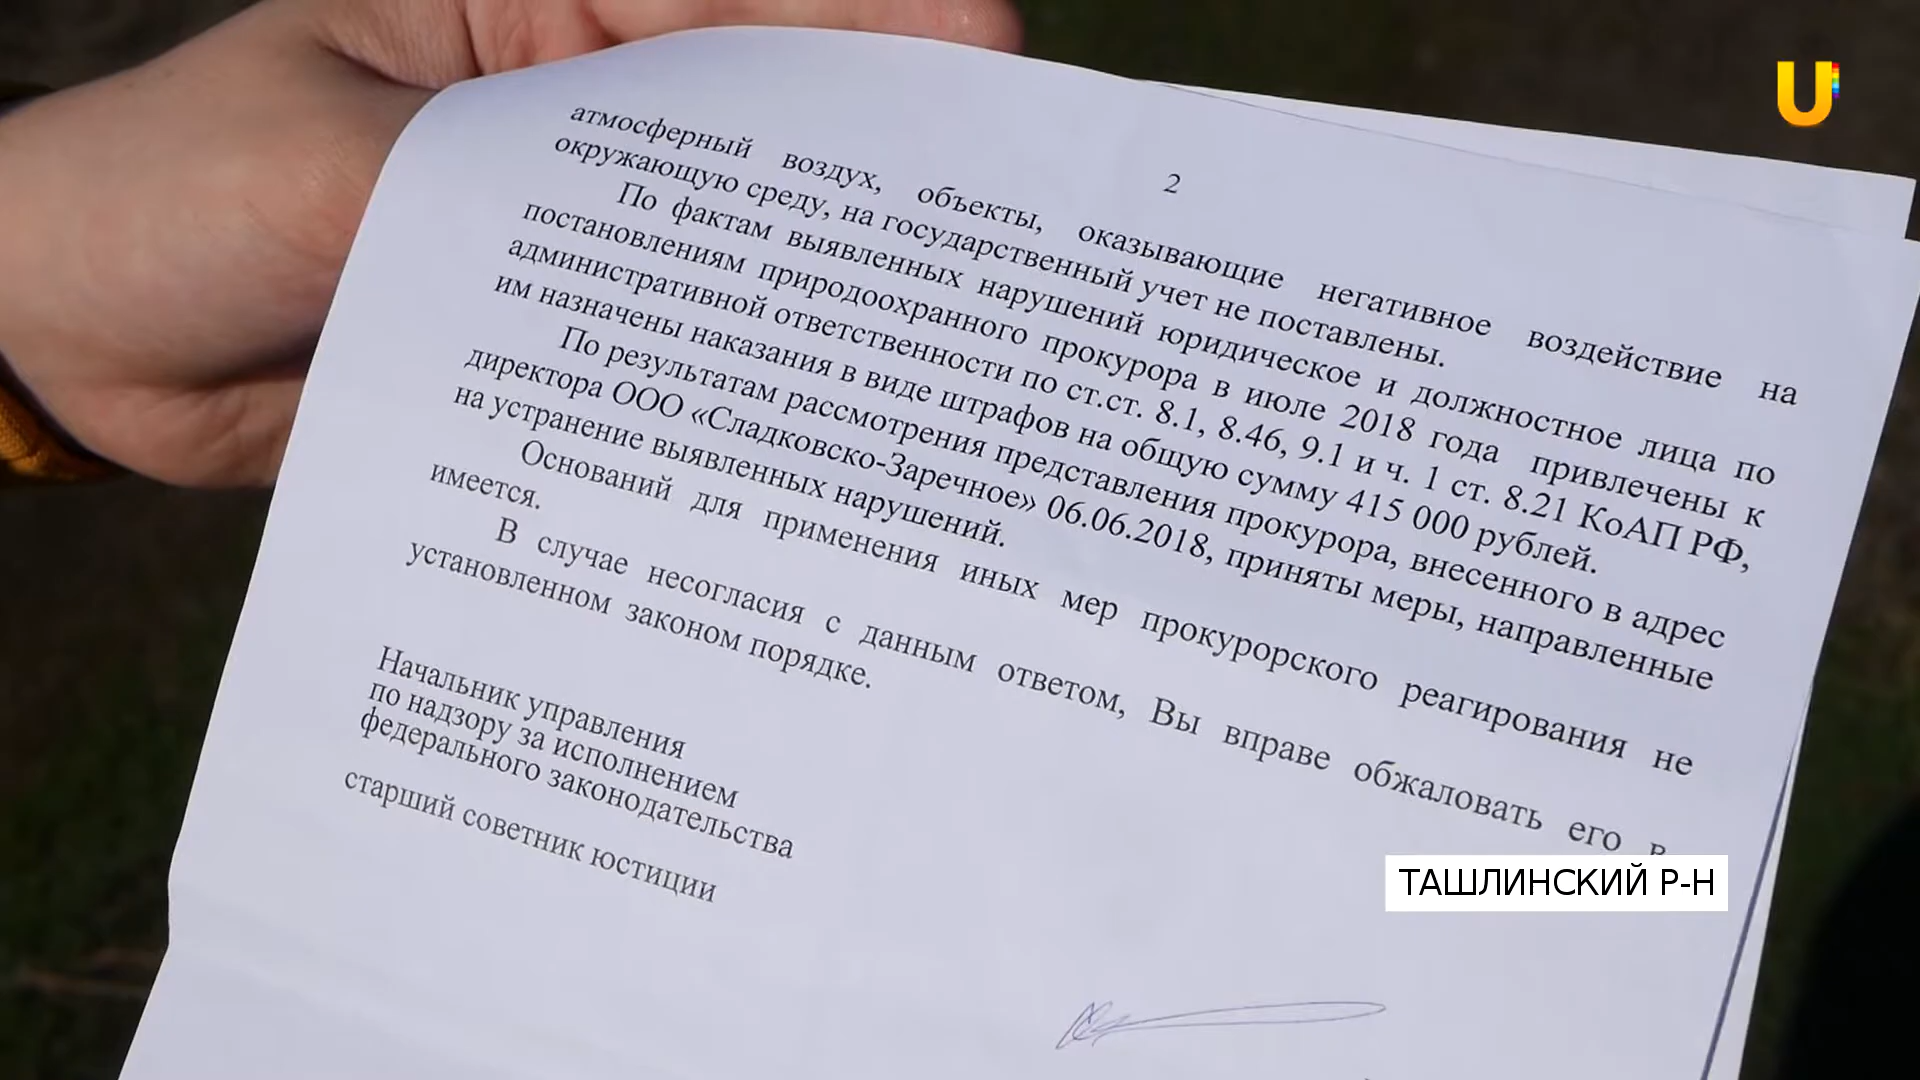 2
атмосферный воздух, объекты, оказывающие негативное воздействие на
окружающую среду, на государственный учет не поставлены.
По фактам выявленных нарушений юридическое и должностное лица по
постановлениям природоохранного прокурора в июле 2018 года привлечены к
административной ответственности по ст.ст. 8.1, 8.46, 9.1 и ч. 1 ст. 8.21 КоАП РФ,
им назначены наказания в виде штрафов на общую сумму 415 000 рублей.
По результатам рассмотрения представления прокурора, внесенного в адрес
директора ООО «Сладковско-Заречное» 06.06.2018, приняты меры, направленные
на устранение выявленных нарушений.
Оснований для применения иных мер прокурорского реагирования не
имеется.
В случае несогласия с данным ответом, Вы вправе обжаловать его в
установленном законом порядке.
Начальник управления
по надзору за исполнением
федерального законодательства
старший советник юстиции
U
ТАШЛИНСКИЙ Р-Н